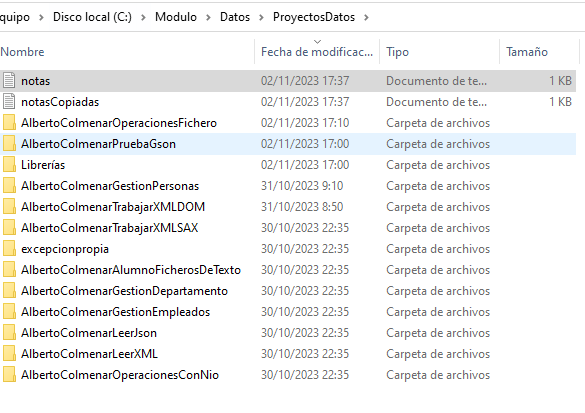 quipo > Disco local (C:) > Modulo > Datos > ProyectosDatos >
Nombre Fecha de modificac... Tipo Tamaño
notas 02/11/2023 17:37 Documento de te... 1 KB
notasCopiadas 02/11/2023 17:37 Documento de te... 1 KB
AlbertoColmenarOperacionesFichero 02/11/2023 17:10 Carpeta de archivos
AlbertoColmenarPruebaGson 02/11/2023 17:00 Carpeta de archivos
Librerías 02/11/2023 17:00 Carpeta de archivos
AlbertoColmenarGestionPersonas 31/10/2023 9:10 Carpeta de archivos
AlbertoColmenarTrabajarXMLDOM 31/10/2023 8:50 Carpeta de archivos
AlbertoColmenarTrabajarXMLSAX 30/10/2023 22:35 Carpeta de archivos
excepcionpropia 30/10/2023 22:35 Carpeta de archivos
AlbertoColmenarAlumnoFicherosDeTexto 30/10/2023 22:35 Carpeta de archivos
AlbertoColmenarGestionDepartamento 30/10/2023 22:35 Carpeta de archivos
AlbertoColmenarGestionEmpleados 30/10/2023 22:35 Carpeta de archivos
AlbertoColmenarLeerJson 30/10/2023 22:35 Carpeta de archivos
AlbertoColmenarLeerXML 30/10/2023 22:35 Carpeta de archivos
AlbertoColmenarOperacionesConNio 30/10/2023 22:35 Carpeta de archivos